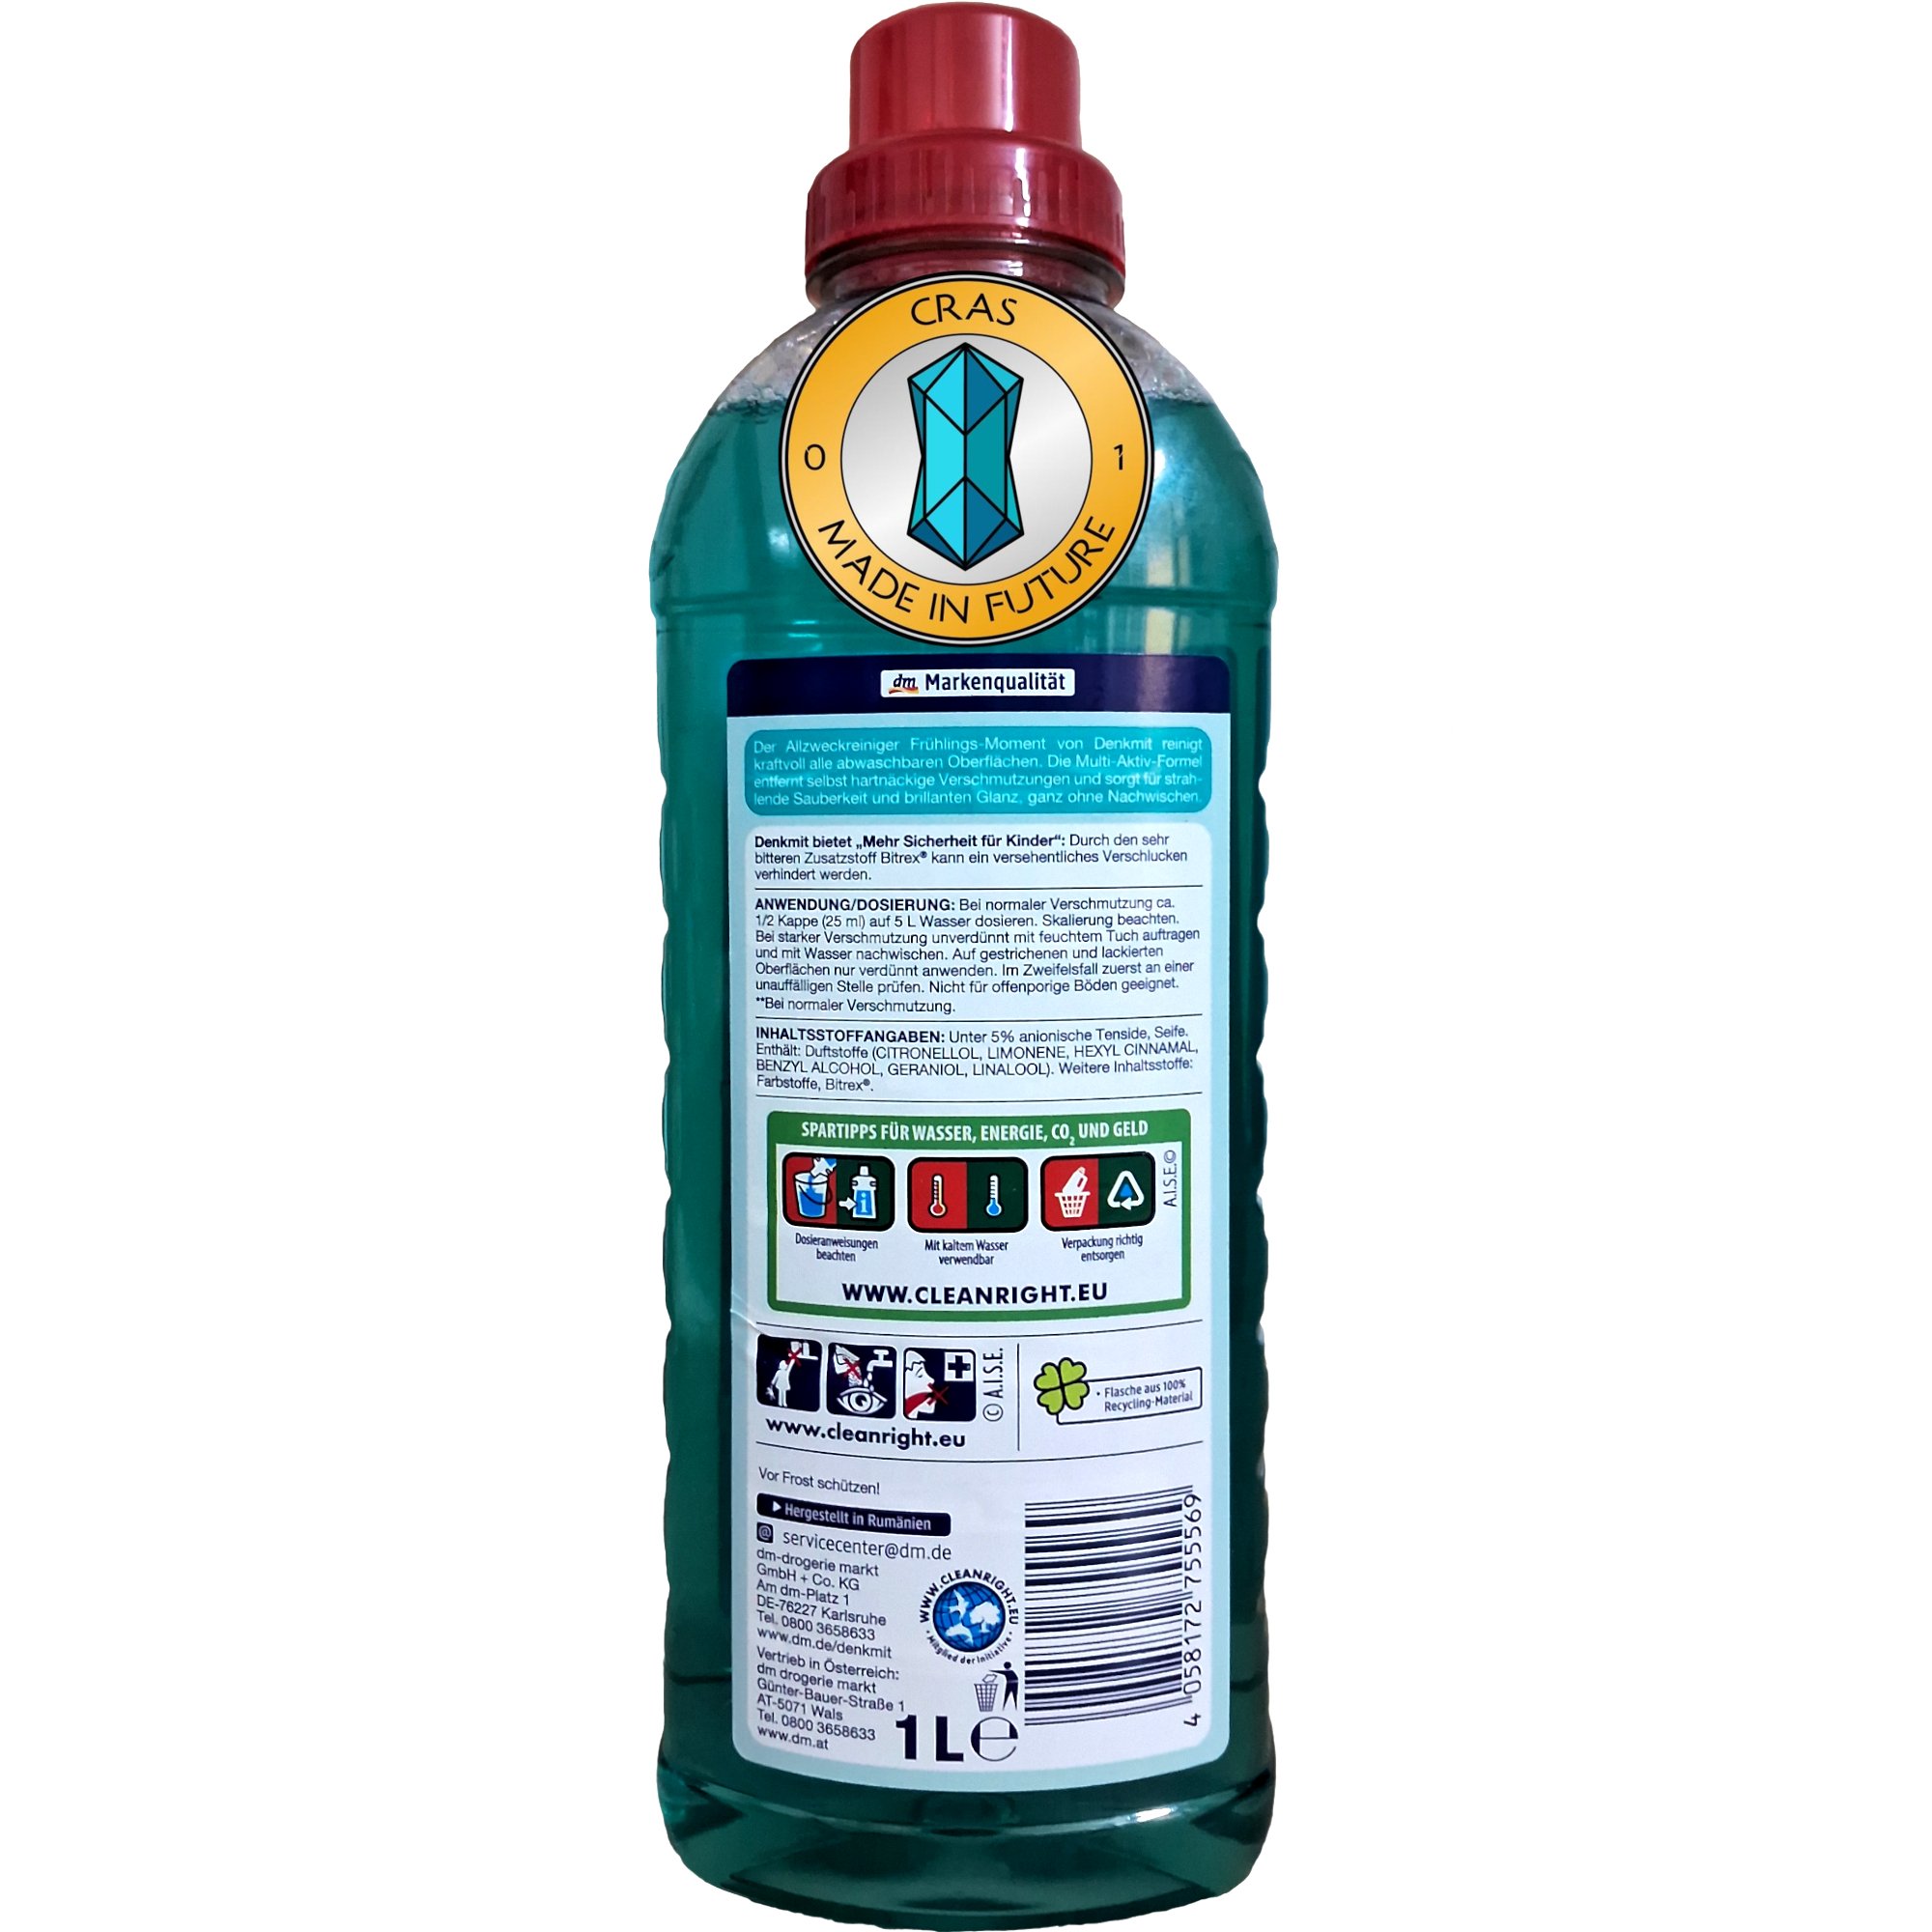 CRAS
0 1
MADE IN FUTURE
dm Markenqualität
Der Allzweckreiniger Frühlings-Moment von Denkmit reinigt
kraftvoll alle abwaschbaren Oberflächen. Die Multi-Aktiv-Formel
entfernt selbst hartnäckige Verschmutzungen und sorgt für strah-
lende Sauberkeit und brillanten Glanz, ganz ohne Nachwischen.
Denkmit bietet „Mehr Sicherheit für Kinder“: Durch den sehr
bitteren Zusatzstoff Bitrex® kann ein versehentliches Verschlucken
verhindert werden.
ANWENDUNG/DOSIERUNG: Bei normaler Verschmutzung ca.
1/2 Kappe (25 ml) auf 5 L Wasser dosieren. Skalierung beachten.
Bei starker Verschmutzung unverdünnt mit feuchtem Tuch auftragen
und mit Wasser nachwischen. Auf gestrichenen und lackierten
Oberflächen nur verdünnt anwenden. Im Zweifelsfall zuerst an einer
unauffälligen Stelle prüfen. Nicht für offenporige Böden geeignet.
**Bei normaler Verschmutzung.
INHALTSSTOFFANGABEN: Unter 5% anionische Tenside, Seife.
Enthält: Duftstoffe (CITRONELLOL, LIMONENE, HEXYL CINNAMAL,
BENZYL ALCOHOL, GERANIOL, LINALOOL). Weitere Inhaltsstoffe:
Farbstoffe, Bitrex®.
SPARTIPPS FÜR WASSER, ENERGIE, CO₂ UND GELD
A.I.S.E.©
Dosieranweisungen
beachten
Mit kaltem Wasser
verwendbar
Verpackung richtig
entsorgen
WWW.CLEANRIGHT.EU
© A.I.S.E.
www.cleanright.eu
• Flasche aus 100%
Recycling-Material
Vor Frost schützen!
Hergestellt in Rumänien
@ servicecenter@dm.de
dm-drogerie markt
GmbH + Co. KG
Am dm-Platz 1
DE-76227 Karlsruhe
Tel. 0800 3658633
www.dm.de/denkmit
Vertrieb in Österreich:
dm drogerie markt
Günter-Bauer-Straße 1
AT-5071 Wals
Tel. 0800 3658633
www.dm.at
WWW.CLEANRIGHT.EU
• Mitglied der Initiative •
1 L e
4 058172 755569